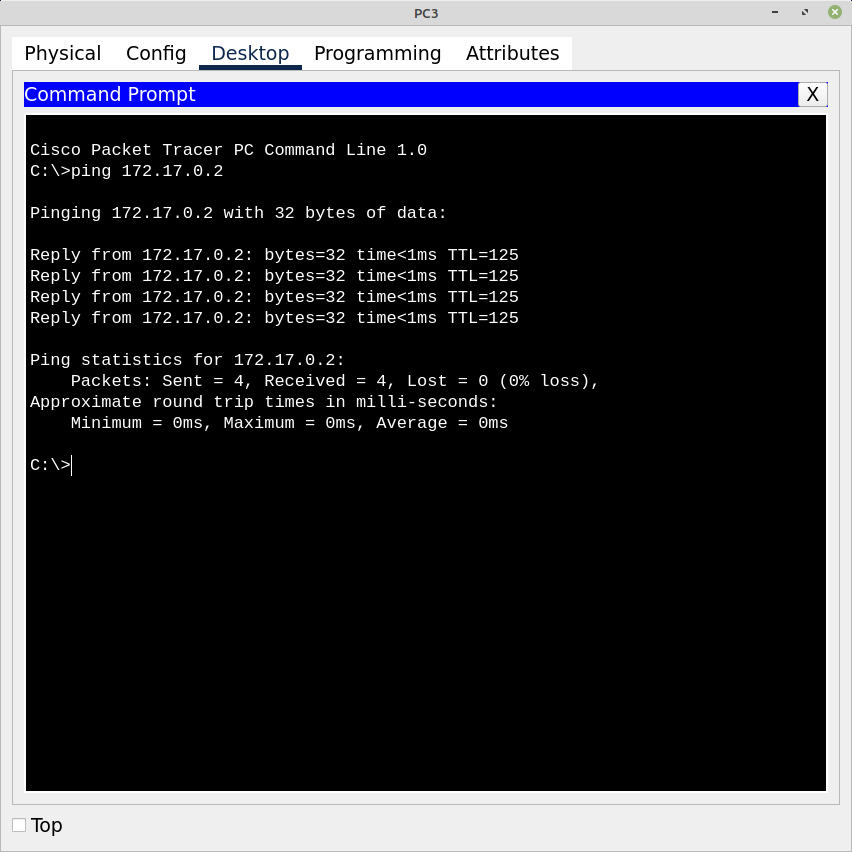 PC3
Physical Config Desktop Programming Attributes
Command Prompt X
Cisco Packet Tracer PC Command Line 1.0
C:\>ping 172.17.0.2
Pinging 172.17.0.2 with 32 bytes of data:
Reply from 172.17.0.2: bytes=32 time<1ms TTL=125
Reply from 172.17.0.2: bytes=32 time<1ms TTL=125
Reply from 172.17.0.2: bytes=32 time<1ms TTL=125
Reply from 172.17.0.2: bytes=32 time<1ms TTL=125
Ping statistics for 172.17.0.2:
    Packets: Sent = 4, Received = 4, Lost = 0 (0% loss),
Approximate round trip times in milli-seconds:
    Minimum = 0ms, Maximum = 0ms, Average = 0ms
C:\>
Top